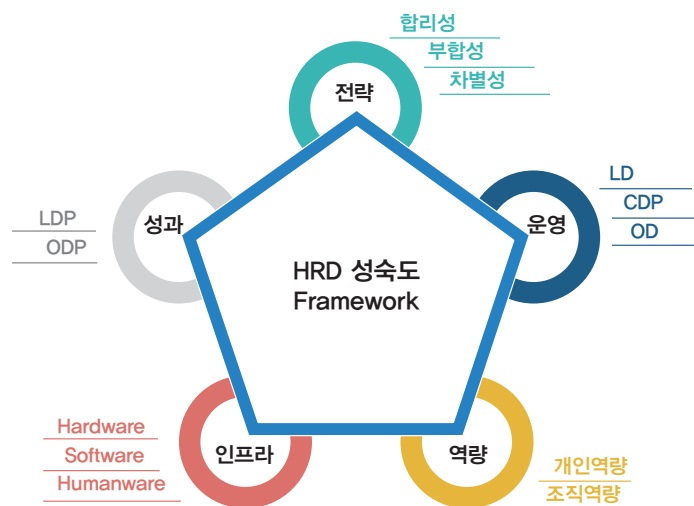 합리성
부합성
차별성
전략
LD
CDP
OD
운영
LDP
ODP
성과
HRD 성숙도
Framework
Hardware
Software
Humanware
인프라
역량
개인역량
조직역량